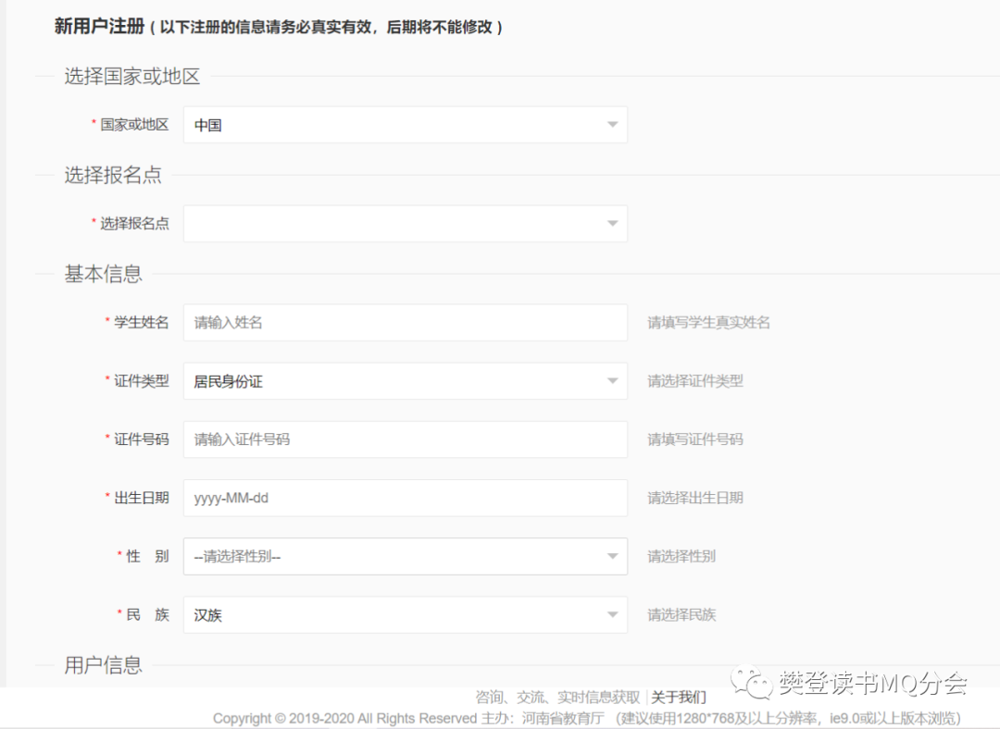 新用户注册 ( 以下注册的信息请务必真实有效，后期将不能修改 )
选择国家或地区
* 国家或地区 中国
选择报名点
* 选择报名点
基本信息
* 学生姓名 请输入姓名 请填写学生真实姓名
* 证件类型 居民身份证 请选择证件类型
* 证件号码 请输入证件号码 请填写证件号码
* 出生日期 yyyy-MM-dd 请选择出生日期
* 性 别 --请选择性别-- 请选择性别
* 民 族 汉族 请选择民族
用户信息
樊登读书MQ分会
咨询、交流、实时信息获取 | 关于我们
Copyright © 2019-2020 All Rights Reserved 主办：河南省教育厅 （建议使用1280*768及以上分辨率，ie9.0或以上版本浏览）